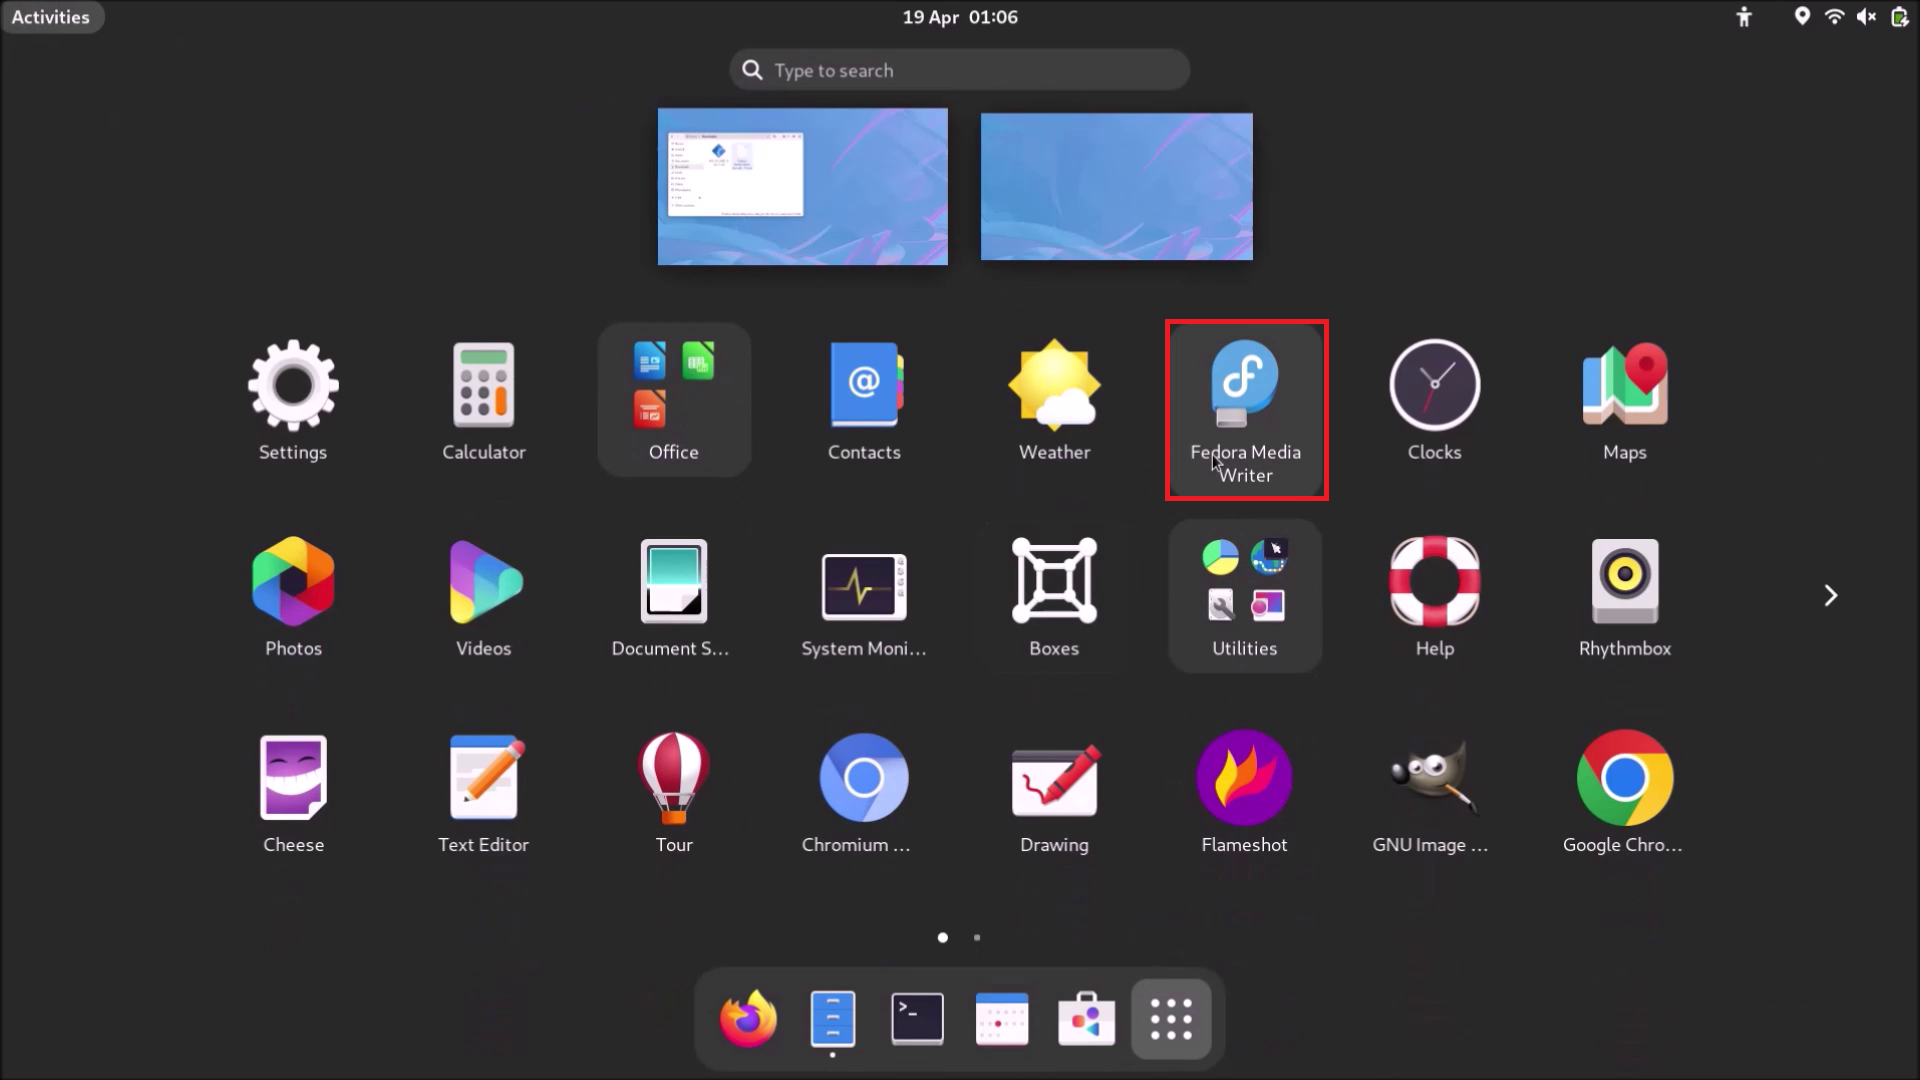 Activities
19 Apr 01:06
Type to search
Settings
Calculator
Office
Contacts
Weather
Fedora Media
Writer
Clocks
Maps
Photos
Videos
Document S...
System Moni...
Boxes
Utilities
Help
Rhythmbox
Cheese
Text Editor
Tour
Chromium ...
Drawing
Flameshot
GNU Image ...
Google Chro...